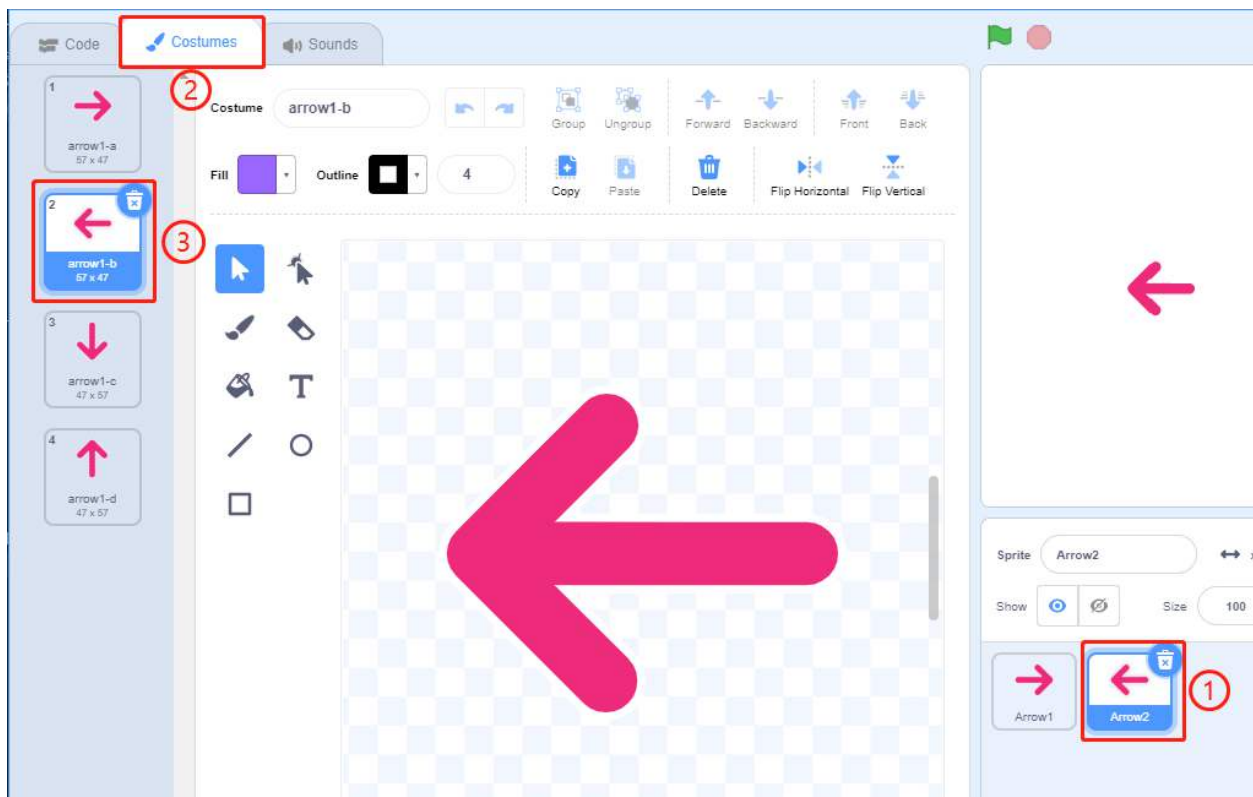 Code Costumes Sounds
②
1
arrow1-a
57 x 47
2
arrow1-b
57 x 47
③
3
arrow1-c
47 x 57
4
arrow1-d
47 x 57
Costume arrow1-b
Group Ungroup Forward Backward Front Back
Fill Outline 4
Copy Paste Delete Flip Horizontal Flip Vertical
T
Sprite Arrow2
Show Size 100
Arrow1 Arrow2
①